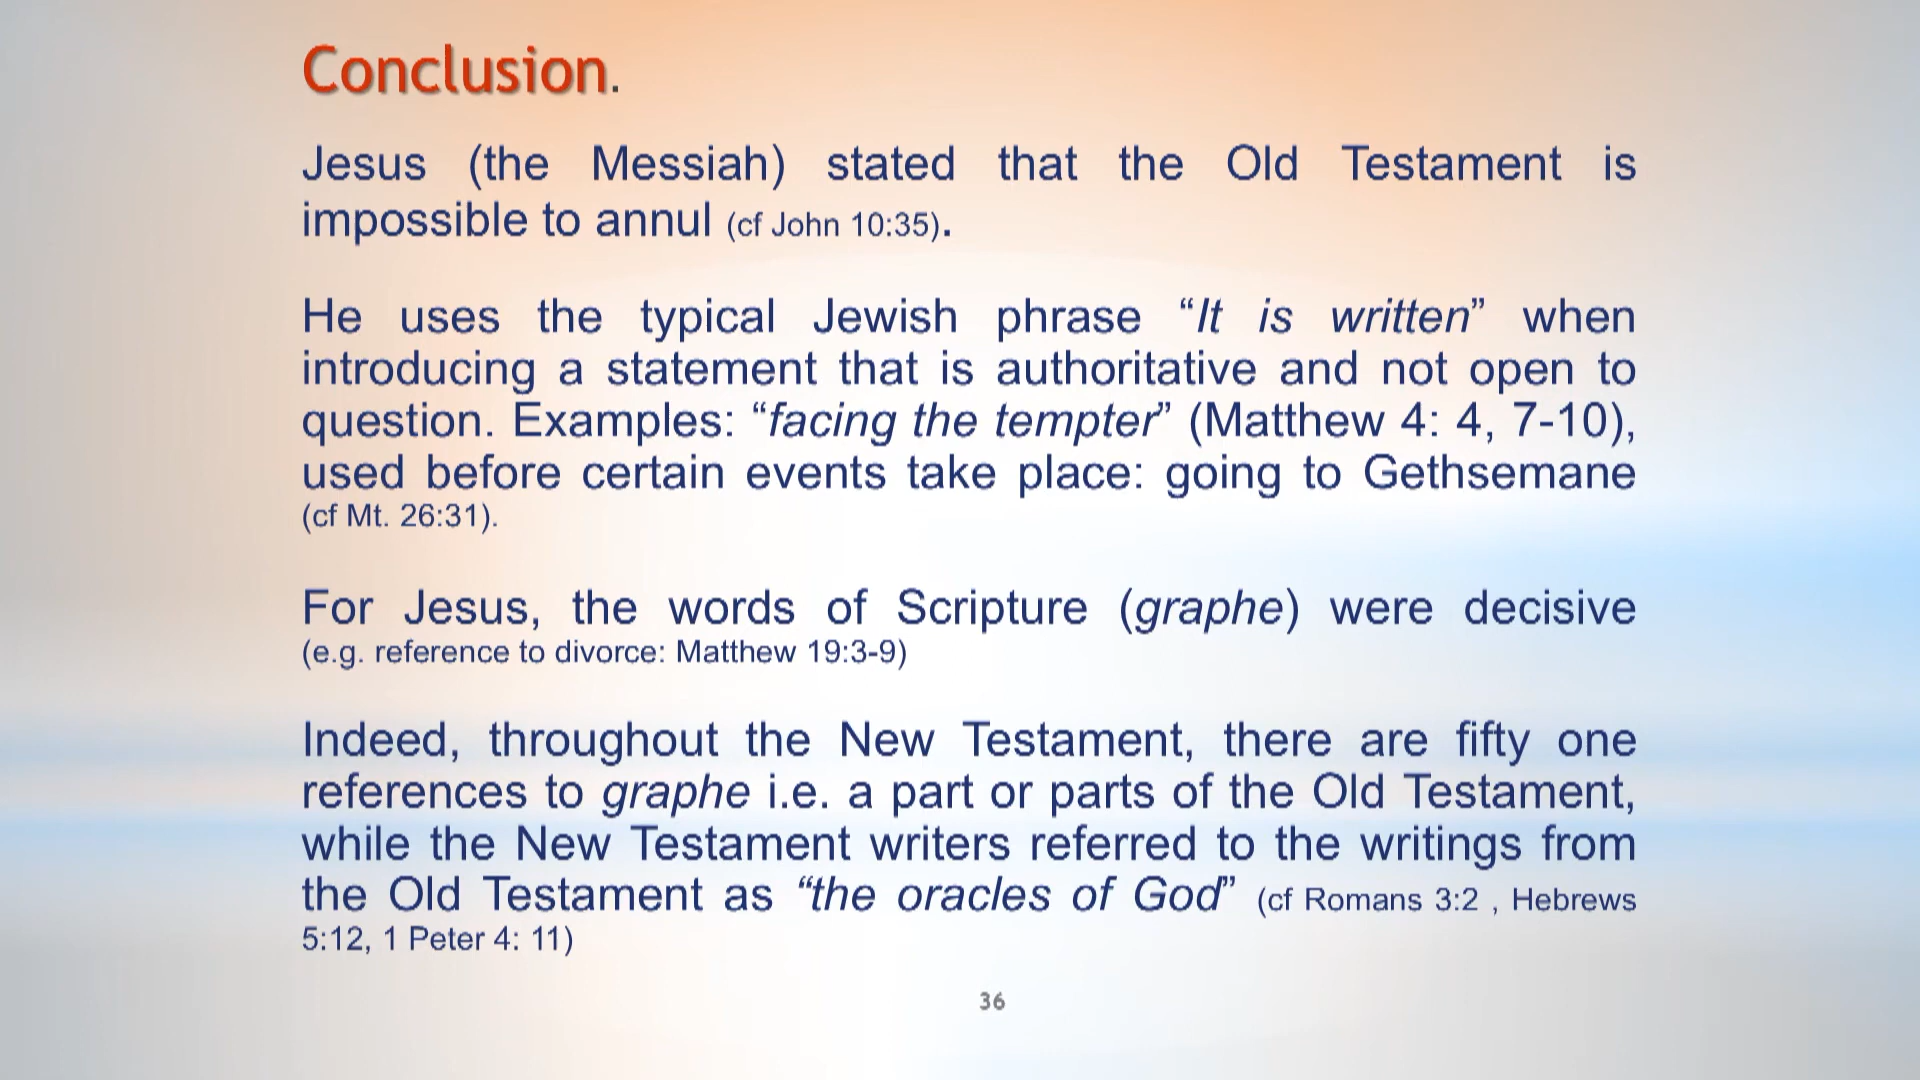 Conclusion.
Jesus (the Messiah) stated that the Old Testament is
impossible to annul (cf John 10:35).
He uses the typical Jewish phrase “It is written” when
introducing a statement that is authoritative and not open to
question. Examples: “facing the tempter” (Matthew 4: 4, 7-10),
used before certain events take place: going to Gethsemane
(cf Mt. 26:31).
For Jesus, the words of Scripture (graphe) were decisive
(e.g. reference to divorce: Matthew 19:3-9)
Indeed, throughout the New Testament, there are fifty one
references to graphe i.e. a part or parts of the Old Testament,
while the New Testament writers referred to the writings from
the Old Testament as “the oracles of God” (cf Romans 3:2 , Hebrews
5:12, 1 Peter 4: 11)
36